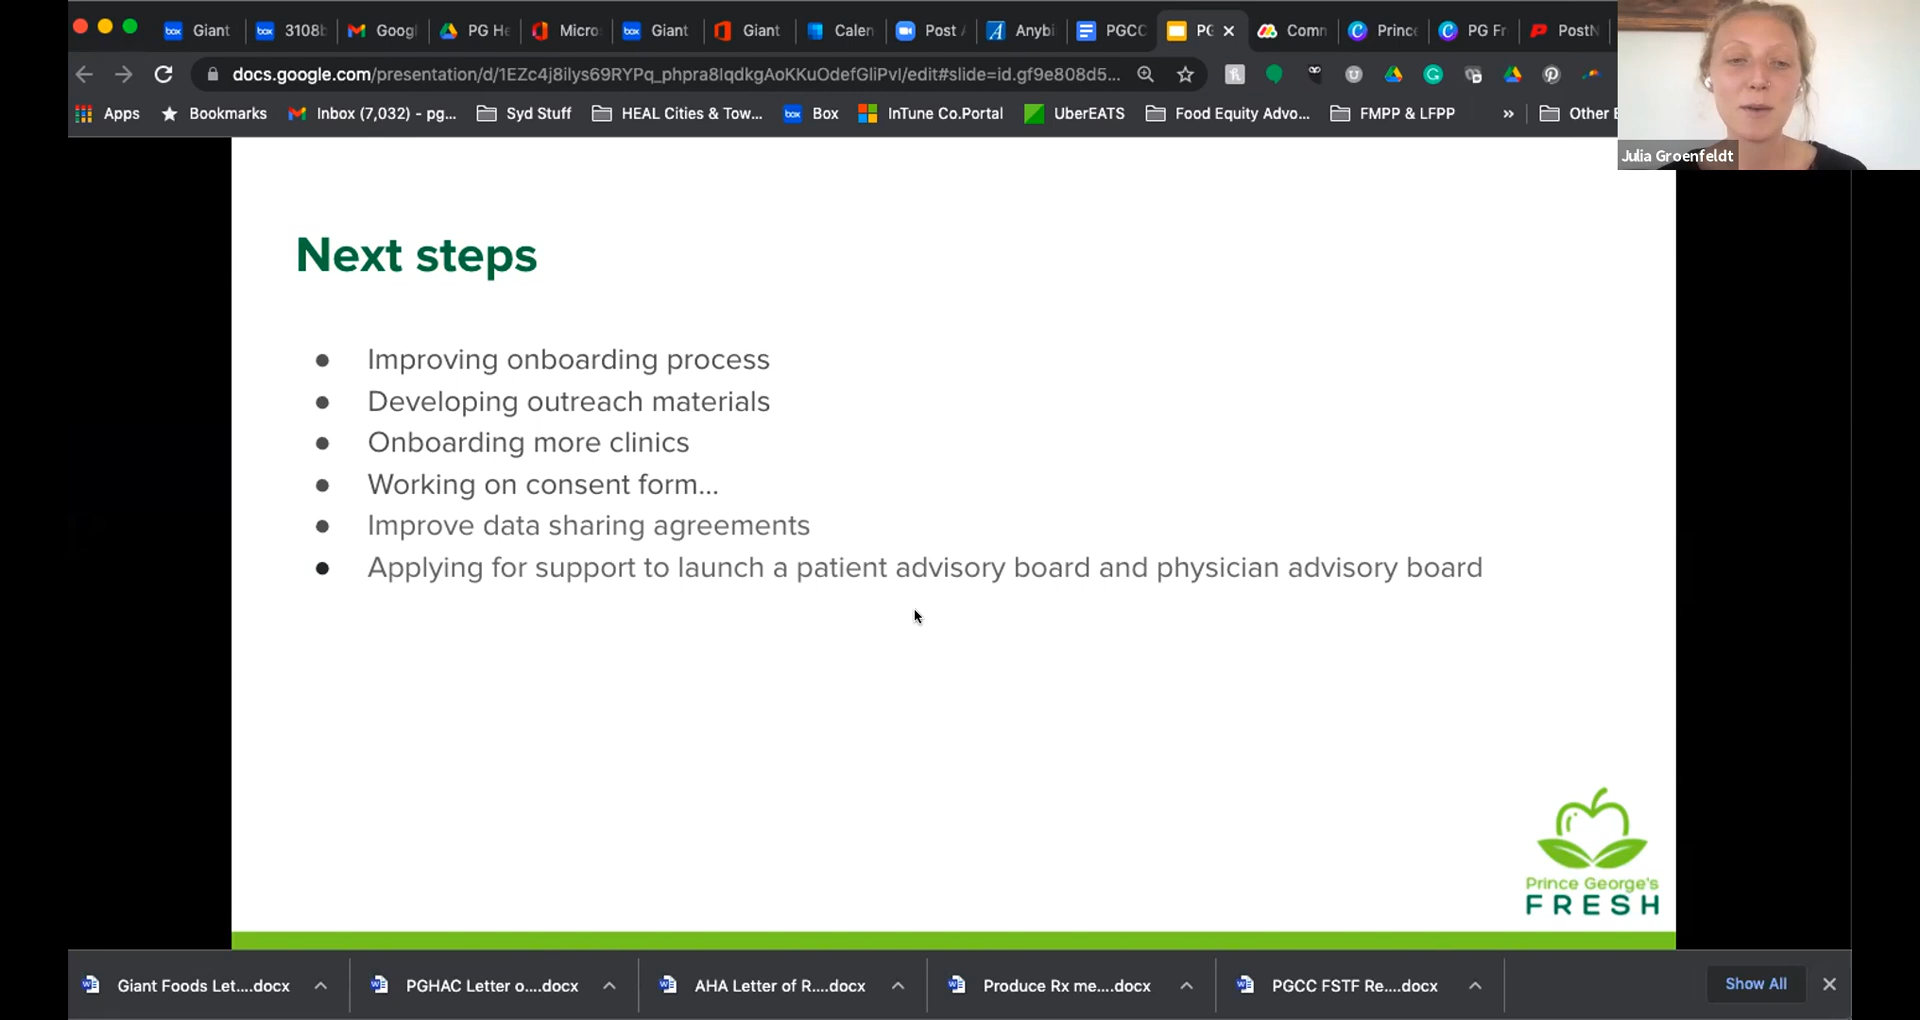 Giant
3108b
Googl
PG He
Micro
Giant
Giant
Calen
Post
Anybi
PGCC
PG
Comn
Prince
PG Fr
PostN
docs.google.com/presentation/d/1EZc4j8ilys69RYPq_phpra8lqdkgAoKKuOdefGliPvI/edit#slide=id.gf9e808d5...
Apps
Bookmarks
Inbox (7,032) - pg...
Syd Stuff
HEAL Cities & Tow...
box
Box
InTune Co.Portal
UberEATS
Food Equity Advo...
FMPP & LFPP
»
Other
Julia Groenfeldt
Next steps
● Improving onboarding process
● Developing outreach materials
● Onboarding more clinics
● Working on consent form...
● Improve data sharing agreements
● Applying for support to launch a patient advisory board and physician advisory board
Prince George's
FRESH
Giant Foods Let....docx
PGHAC Letter o....docx
AHA Letter of R....docx
Produce Rx me....docx
PGCC FSTF Re....docx
Show All